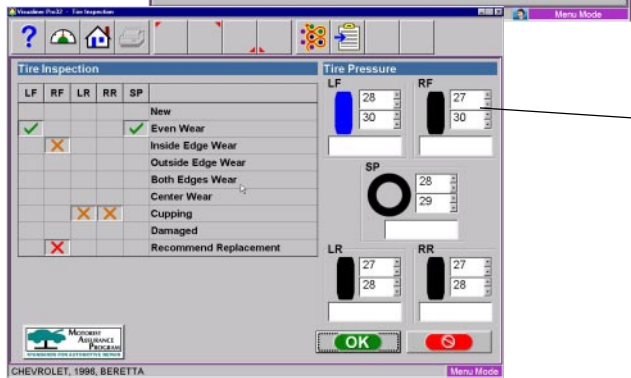 Menu Mode
Visualiner Pro32 - Tire Inspection
?
Tire Inspection
LF RF LR RR SP
New
Even Wear
Inside Edge Wear
Outside Edge Wear
Both Edges Wear
Center Wear
Cupping
Damaged
Recommend Replacement
Tire Pressure
LF RF
28 27
30 30
SP
28
29
LR RR
27 27
28 28
MOTORIST
ASSURANCE
PROGRAM
STANDARDS FOR AUTOMOTIVE REPAIR
OK
CHEVROLET, 1996, BERETTA
Menu Mode